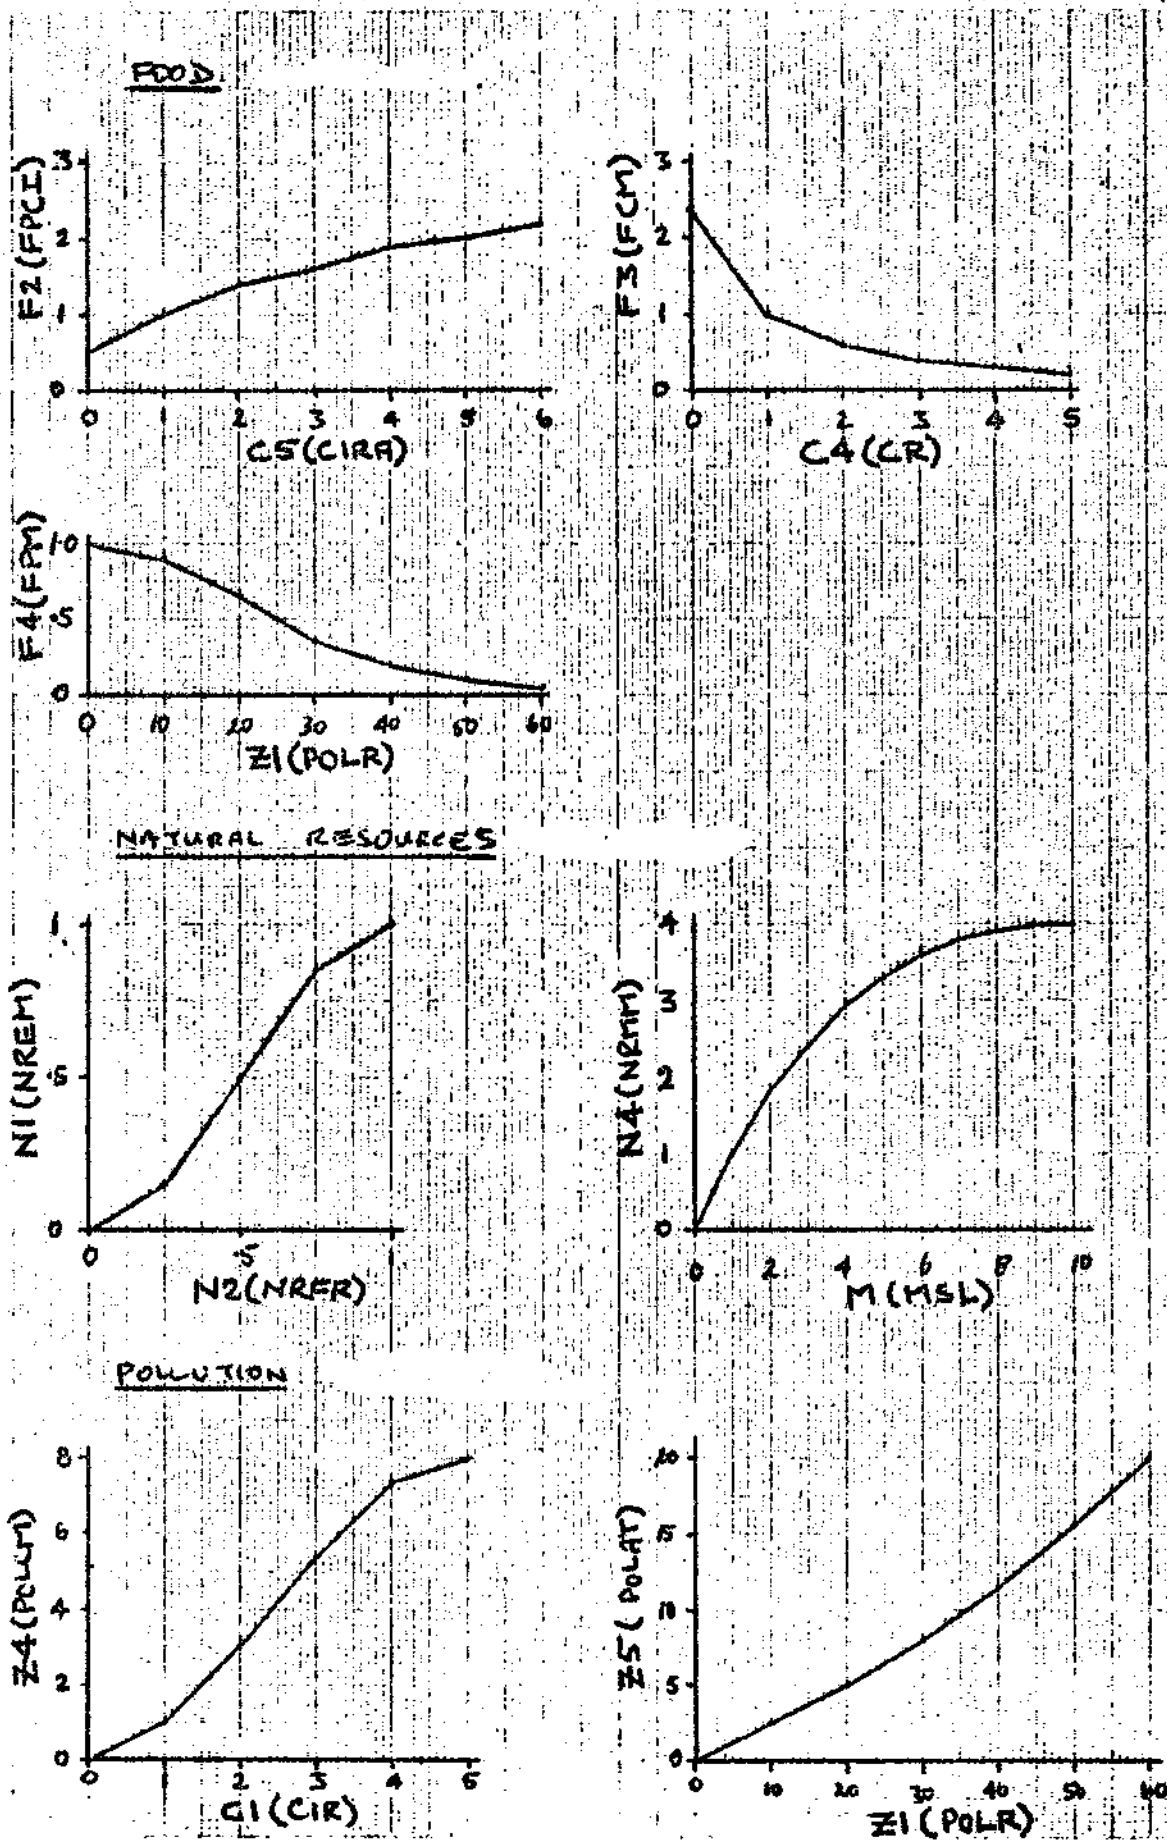 FOOD
F2 (FPCI)
3
2
1
0
0 1 2 3 4 5 6
C5 (CIRA)
F3 (FCM)
3
2
1
0
0 1 2 3 4 5
C4 (CR)
F4 (FPM)
1.0
.5
0
0 10 20 30 40 50 60
Z1 (POLR)
NATURAL RESOURCES
N1 (NREM)
1
.5
0
0 .5 1
N2 (NRFR)
N4 (NRMM)
4
3
2
1
0
0 2 4 6 8 10
M (MSL)
POLLUTION
Z4 (POLLM)
8
6
4
2
0
0 1 2 3 4 5
C1 (CIR)
Z5 (POLAT)
20
15
10
5
0
0 10 20 30 40 50 60
Z1 (POLR)